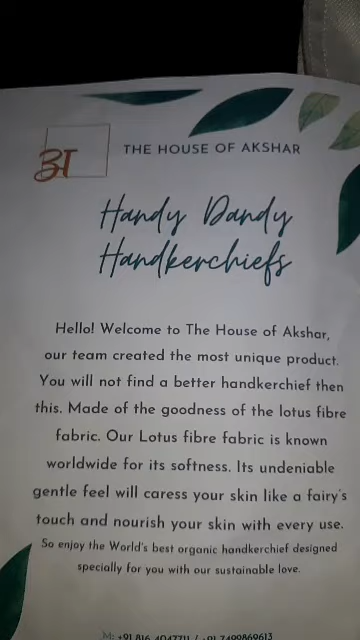 THE HOUSE OF AKSHAR
Handy Dandy
Handkerchiefs
Hello! Welcome to The House of Akshar,
our team created the most unique product.
You will not find a better handkerchief then
this. Made of the goodness of the lotus fibre
fabric. Our Lotus fibre fabric is known
worldwide for its softness. Its undeniable
gentle feel will caress your skin like a fairy's
touch and nourish your skin with every use.
So enjoy the World's best organic handkerchief designed
specially for you with our sustainable love.